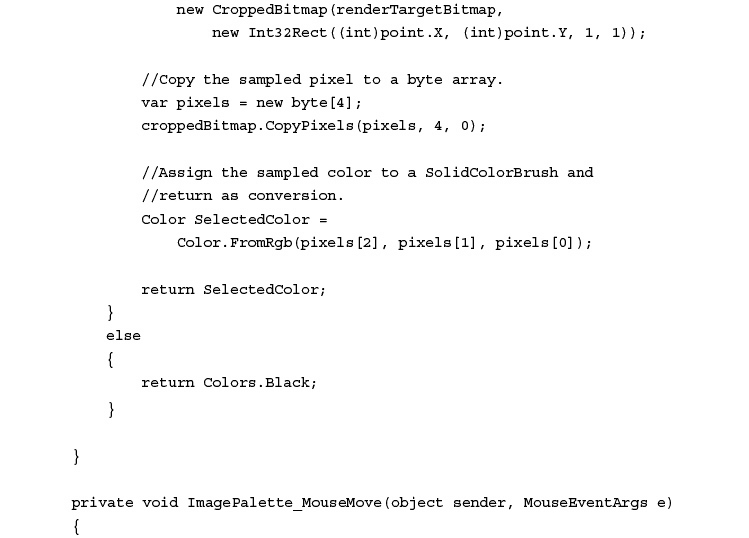 new CroppedBitmap(renderTargetBitmap,
new Int32Rect((int)point.X, (int)point.Y, 1, 1));
//Copy the sampled pixel to a byte array.
var pixels = new byte[4];
croppedBitmap.CopyPixels(pixels, 4, 0);
//Assign the sampled color to a SolidColorBrush and
//return as conversion.
Color SelectedColor =
Color.FromRgb(pixels[2], pixels[1], pixels[0]);
return SelectedColor;
}
else
{
return Colors.Black;
}
}
private void ImagePalette_MouseMove(object sender, MouseEventArgs e)
{